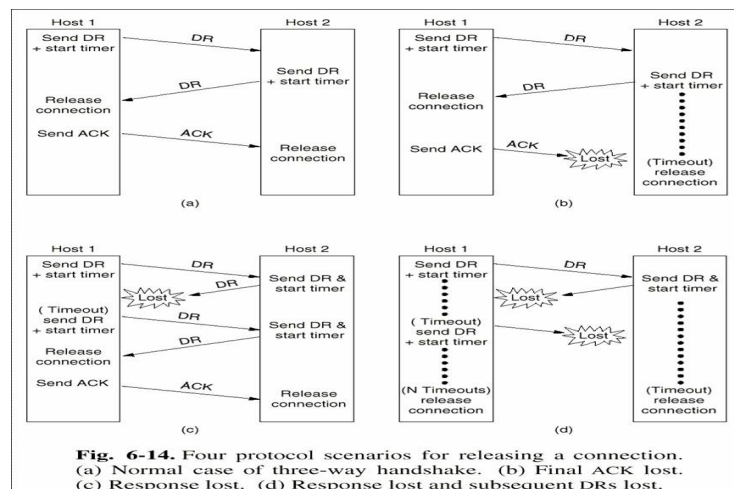 Host 1
Host 2
Send DR
+ start timer
DR
Send DR
+ start timer
DR
Release
connection
Send ACK
ACK
Release
connection
(a)
Host 1
Host 2
Send DR
+ start timer
DR
Send DR
+ start timer
DR
Release
connection
Send ACK
ACK
Lost
(Timeout)
release
connection
(b)
Host 1
Host 2
Send DR
+ start timer
DR
Send DR &
start timer
DR
Lost
( Timeout)
send DR
+ start timer
DR
Send DR &
start timer
DR
Release
connection
Send ACK
ACK
Release
connection
(c)
Host 1
Host 2
Send DR
+ start timer
DR
Send DR &
start timer
Lost
( Timeout)
send DR
+ start timer
Lost
(N Timeouts)
release
connection
(Timeout)
release
connection
(d)
Fig. 6-14. Four protocol scenarios for releasing a connection.
(a) Normal case of three-way handshake. (b) Final ACK lost.
(c) Response lost. (d) Response lost and subsequent DRs lost.